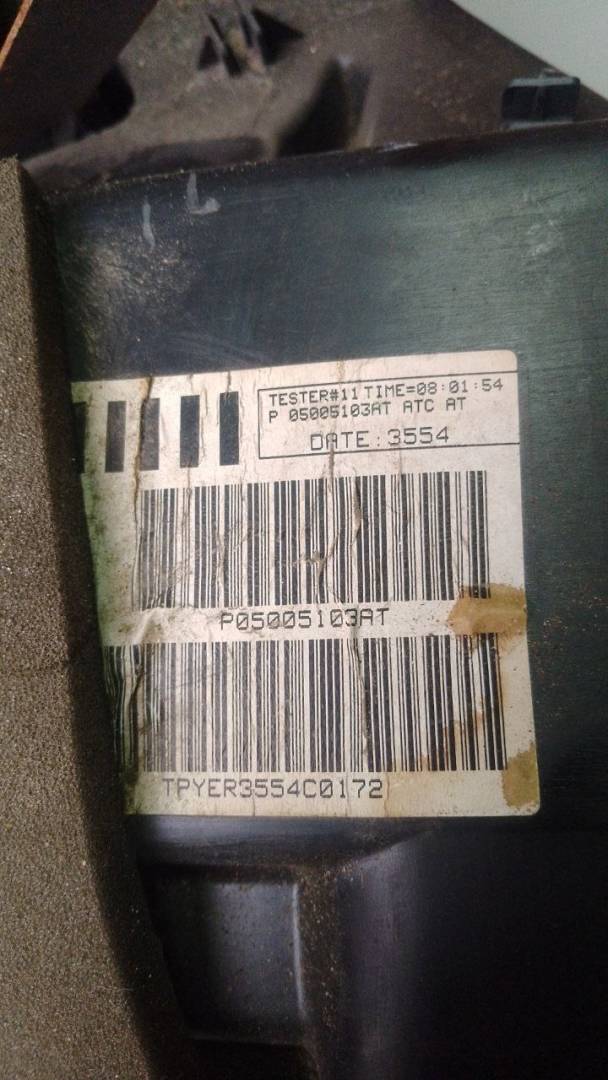 TESTER#11 TIME=08:01:54
P 05005103AT ATC AT
DATE:3554
P05005103AT
TPYER3554C0172